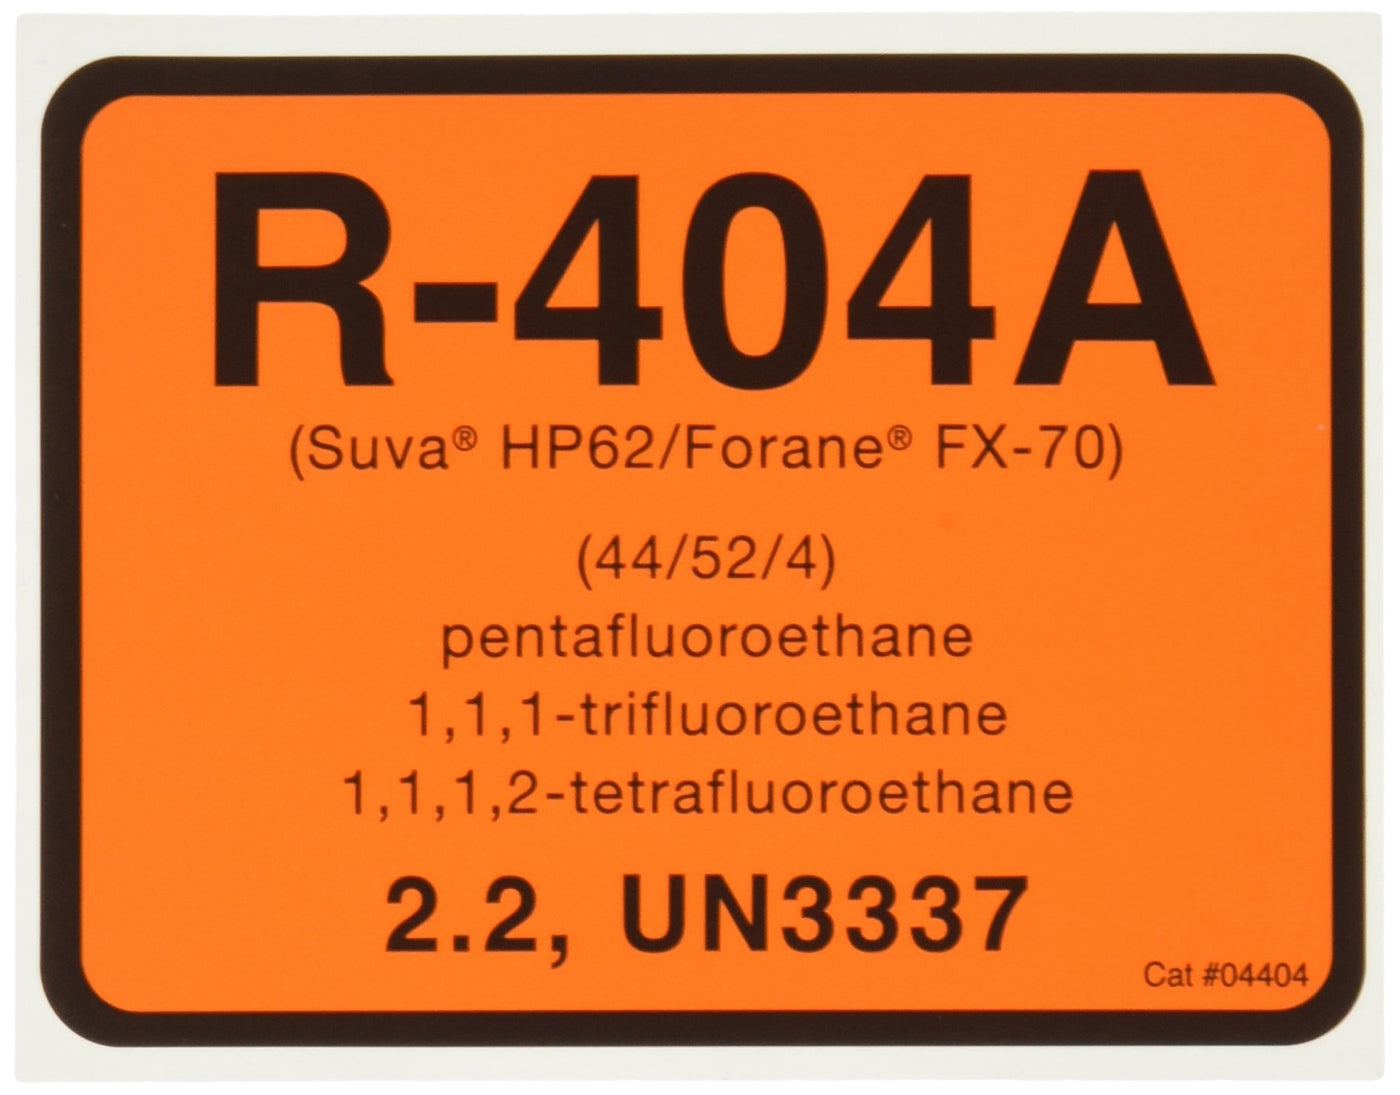 R-404A
(Suva® HP62/Forane® FX-70)
(44/52/4)
pentafluoroethane
1,1,1-trifluoroethane
1,1,1,2-tetrafluoroethane
2.2, UN3337
Cat #04404